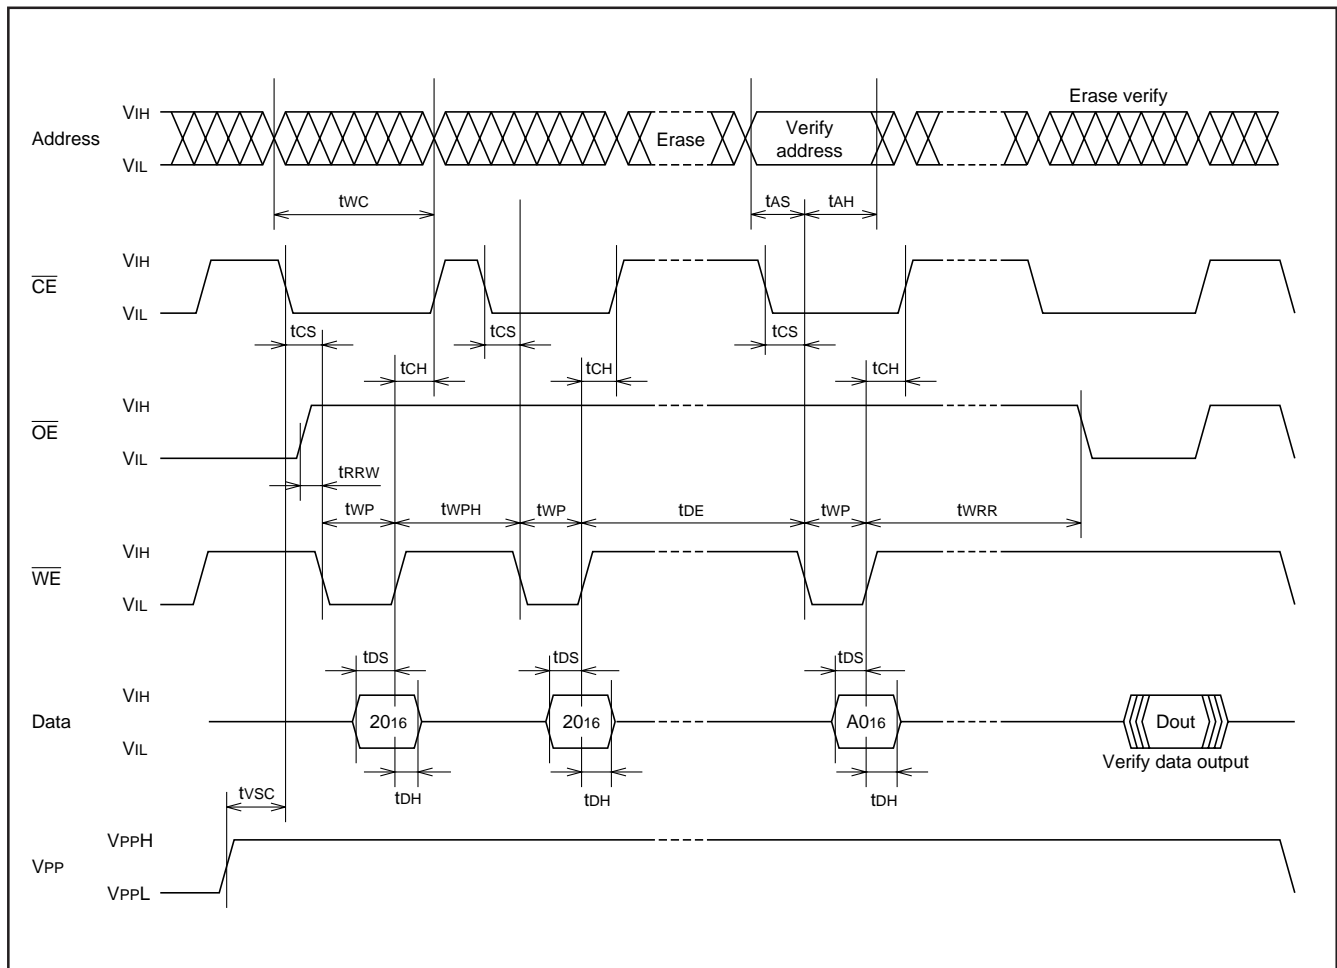 Erase verify
VIH
Address
Erase
Verify
address
VIL
tWC
tAS
tAH
VIH
CE
VIL
tCS
tCS
tCS
tCH
tCH
tCH
VIH
OE
VIL
tRRW
tWP
tWPH
tWP
tDE
tWP
tWRR
VIH
WE
VIL
tDS
tDS
tDS
VIH
Data
2016
2016
A016
Dout
VIL
Verify data output
tVSC
tDH
tDH
tDH
VPPH
VPP
VPPL